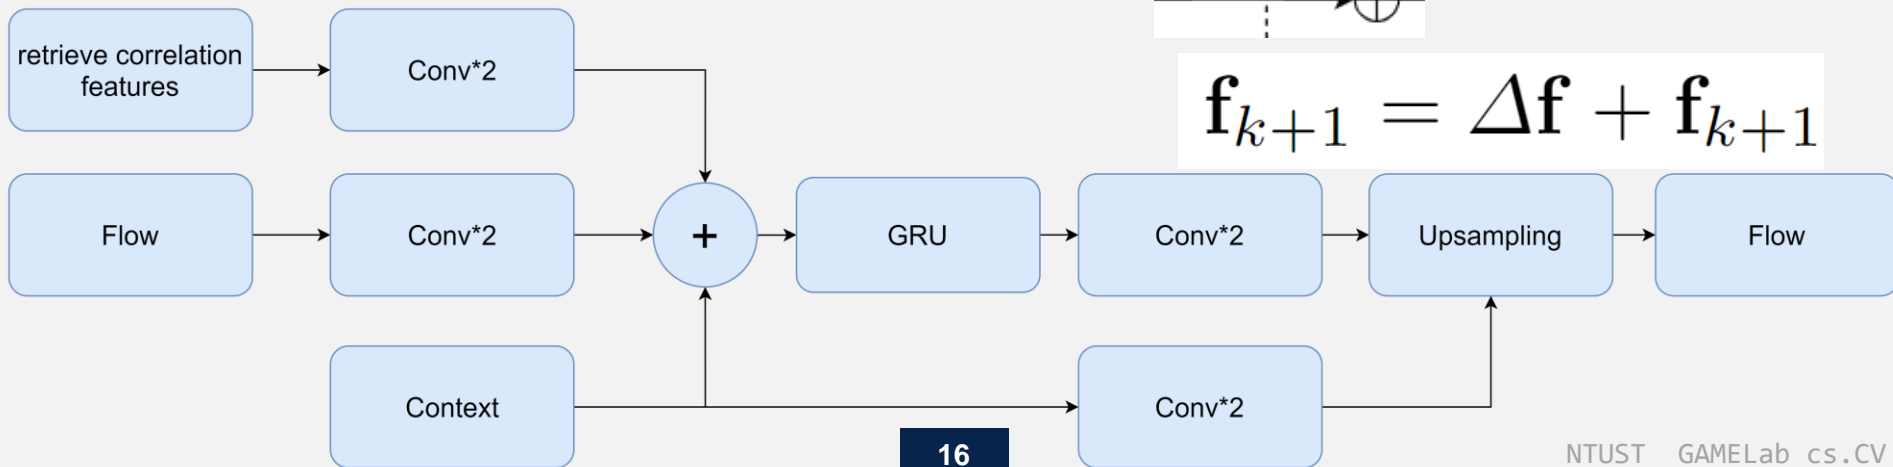 retrieve correlation
features
Conv*2
𝐟ₖ₊₁ = Δ𝐟 + 𝐟ₖ₊₁
Flow
Conv*2
+
GRU
Conv*2
Upsampling
Flow
Context
Conv*2
16
NTUST GAMELab cs.CV